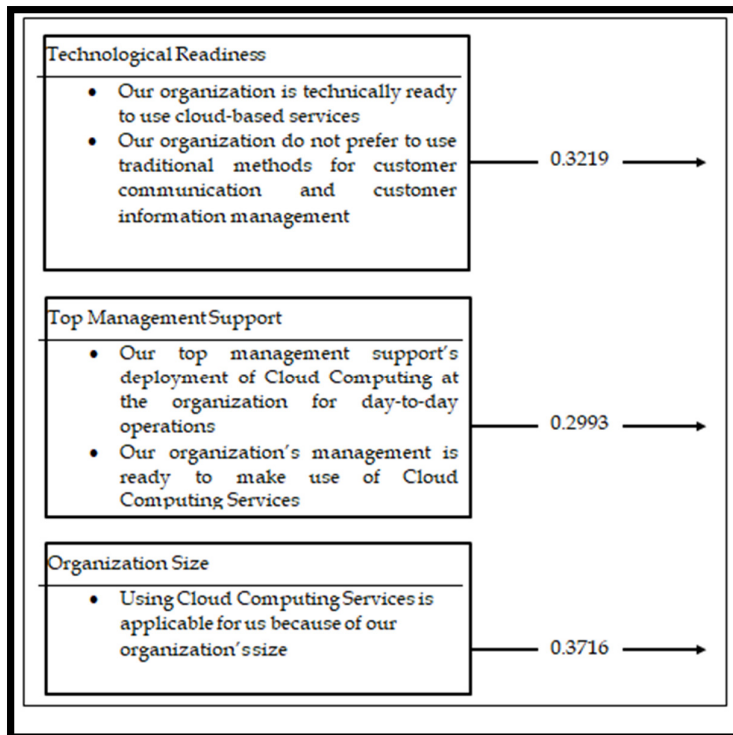 Technological Readiness
• Our organization is technically ready
to use cloud-based services
• Our organization do not prefer to use
traditional methods for customer
communication and customer
information management
0.3219
Top Management Support
• Our top management support's
deployment of Cloud Computing at
the organization for day-to-day
operations
• Our organization's management is
ready to make use of Cloud
Computing Services
0.2993
Organization Size
• Using Cloud Computing Services is
applicable for us because of our
organization's size
0.3716